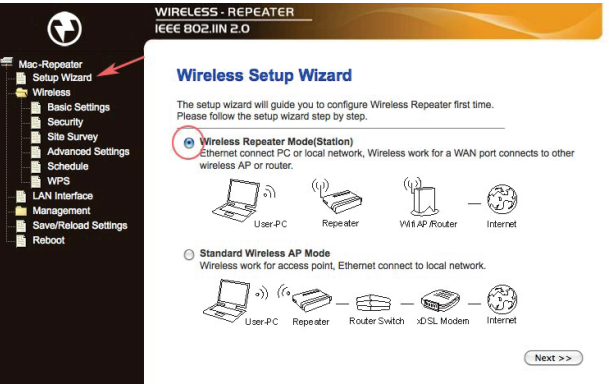 WIRELESS - REPEATER
IEEE 802.11N 2.0
Mac-Repeater
Setup Wizard
Wireless
Basic Settings
Security
Site Survey
Advanced Settings
Schedule
WPS
LAN Interface
Management
Save/Reload Settings
Reboot
Wireless Setup Wizard
The setup wizard will guide you to configure Wireless Repeater first time.
Please follow the setup wizard step by step.
Wireless Repeater Mode(Station)
Ethernet connect PC or local network, Wireless work for a WAN port connects to other
wireless AP or router.
User-PC Repeater Wifi AP /Router Internet
Standard Wireless AP Mode
Wireless work for access point, Ethernet connect to local network.
User-PC Repeater Router Switch xDSL Modem Internet
Next >>